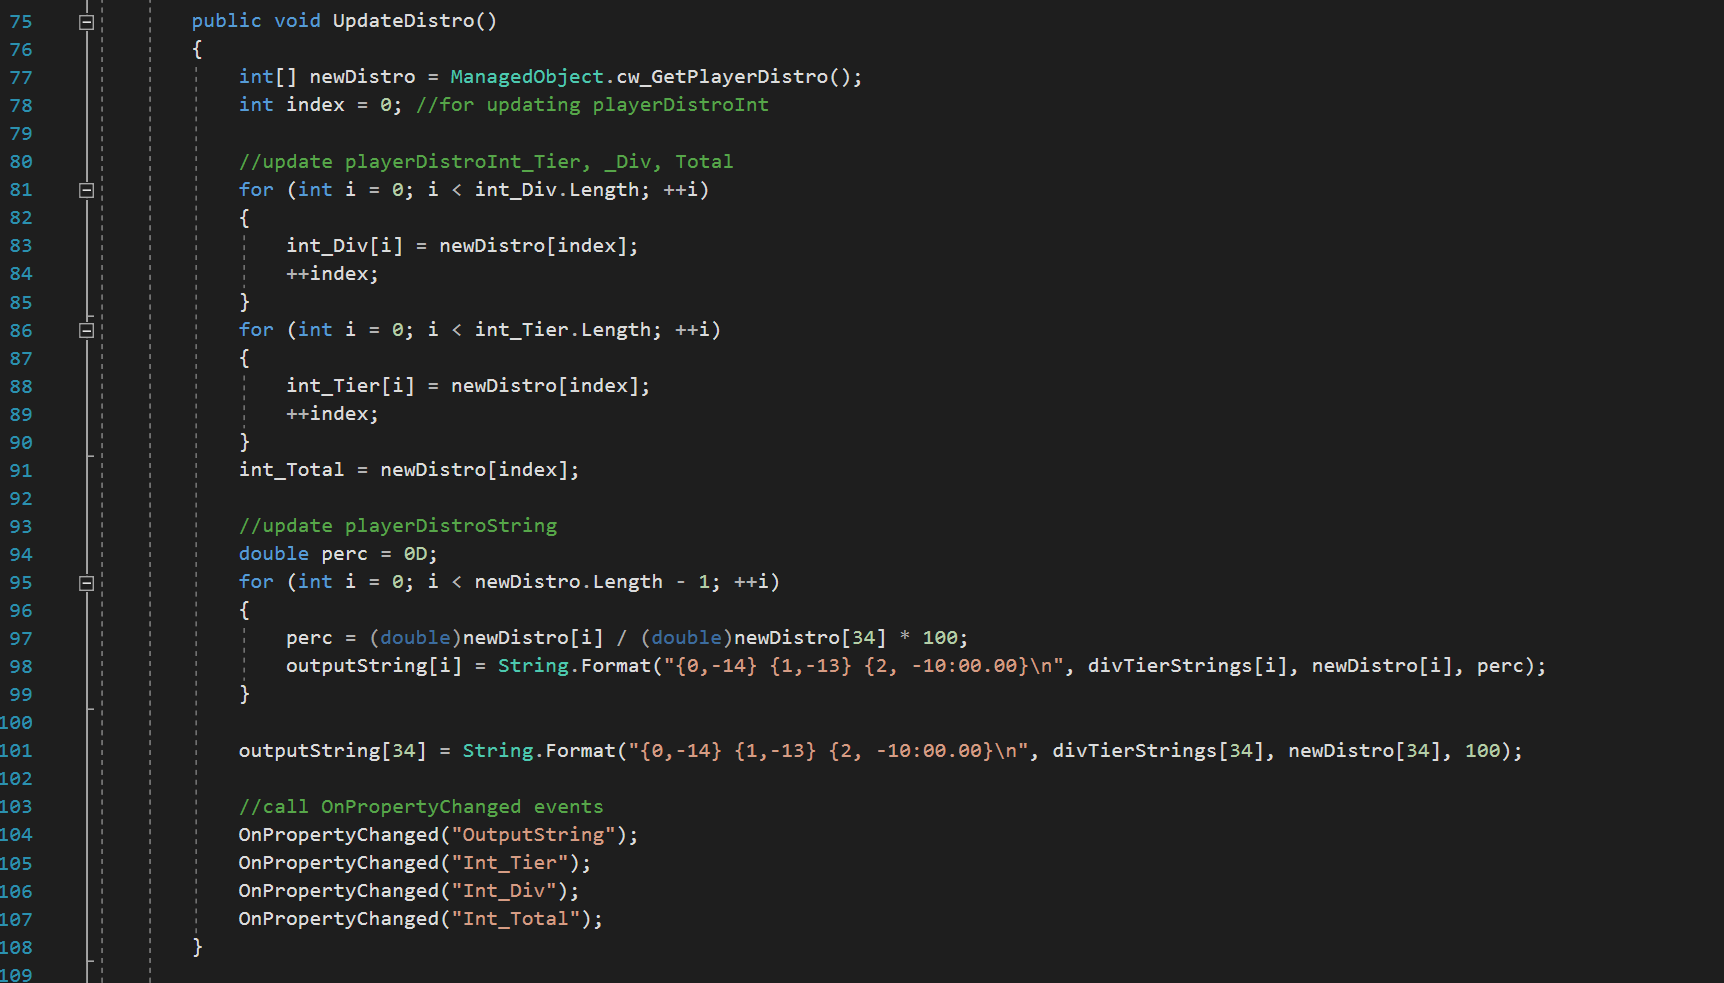 75 public void UpdateDistro()
76 {
77 int[] newDistro = ManagedObject.cw_GetPlayerDistro();
78 int index = 0; //for updating playerDistroInt
79
80 //update playerDistroInt_Tier, _Div, Total
81 for (int i = 0; i < int_Div.Length; ++i)
82 {
83 int_Div[i] = newDistro[index];
84 ++index;
85 }
86 for (int i = 0; i < int_Tier.Length; ++i)
87 {
88 int_Tier[i] = newDistro[index];
89 ++index;
90 }
91 int_Total = newDistro[index];
92
93 //update playerDistroString
94 double perc = 0D;
95 for (int i = 0; i < newDistro.Length - 1; ++i)
96 {
97 perc = (double)newDistro[i] / (double)newDistro[34] * 100;
98 outputString[i] = String.Format("{0,-14} {1,-13} {2, -10:00.00}\n", divTierStrings[i], newDistro[i], perc);
99 }
100
101 outputString[34] = String.Format("{0,-14} {1,-13} {2, -10:00.00}\n", divTierStrings[34], newDistro[34], 100);
102
103 //call OnPropertyChanged events
104 OnPropertyChanged("OutputString");
105 OnPropertyChanged("Int_Tier");
106 OnPropertyChanged("Int_Div");
107 OnPropertyChanged("Int_Total");
108 }
109